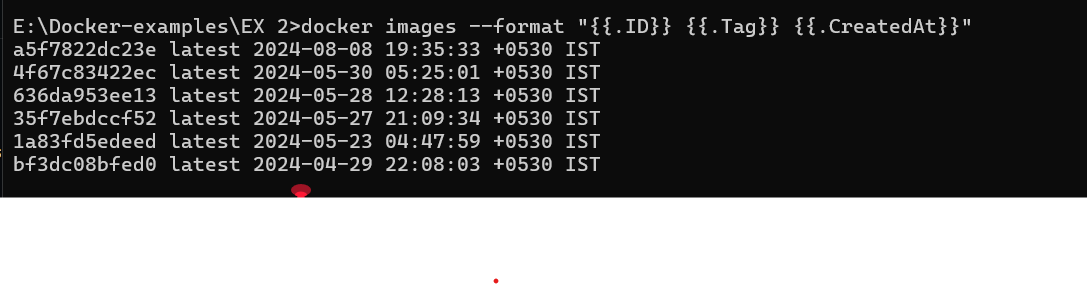 E:\Docker-examples\EX 2>docker images --format "{{.ID}} {{.Tag}} {{.CreatedAt}}"
a5f7822dc23e latest 2024-08-08 19:35:33 +0530 IST
4f67c83422ec latest 2024-05-30 05:25:01 +0530 IST
636da953ee13 latest 2024-05-28 12:28:13 +0530 IST
35f7ebdccf52 latest 2024-05-27 21:09:34 +0530 IST
1a83fd5edeed latest 2024-05-23 04:47:59 +0530 IST
bf3dc08bfed0 latest 2024-04-29 22:08:03 +0530 IST